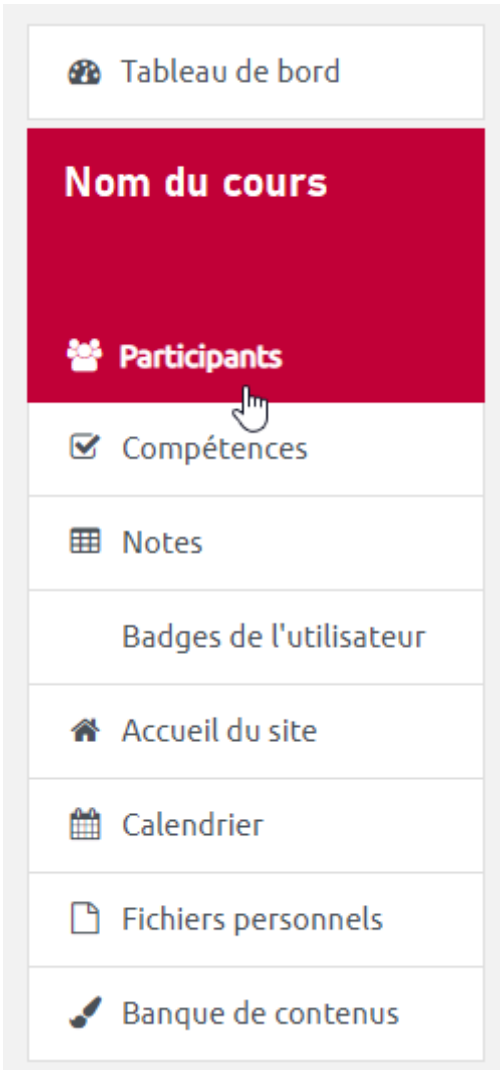 Tableau de bord
Nom du cours
Participants
Compétences
Notes
Badges de l'utilisateur
Accueil du site
Calendrier
Fichiers personnels
Banque de contenus